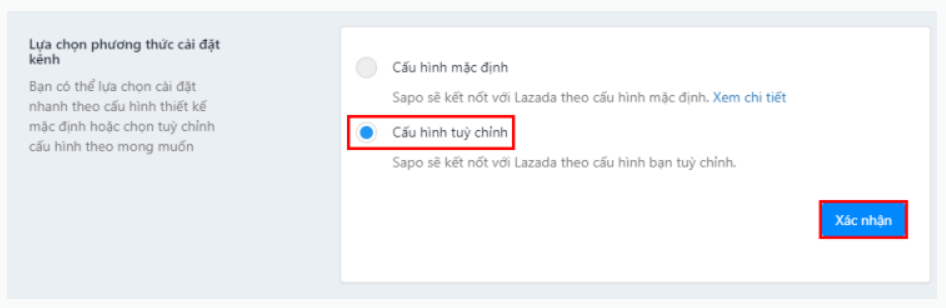 Lựa chọn phương thức cài đặt
kênh
Bạn có thể lựa chọn cài đặt
nhanh theo cấu hình thiết kế
mặc định hoặc chọn tuỳ chỉnh
cấu hình theo mong muốn
Cấu hình mặc định
Sapo sẽ kết nốt với Lazada theo cấu hình mặc định. Xem chi tiết
Cấu hình tuỳ chỉnh
Sapo sẽ kết nốt với Lazada theo cấu hình bạn tuỳ chỉnh.
Xác nhận